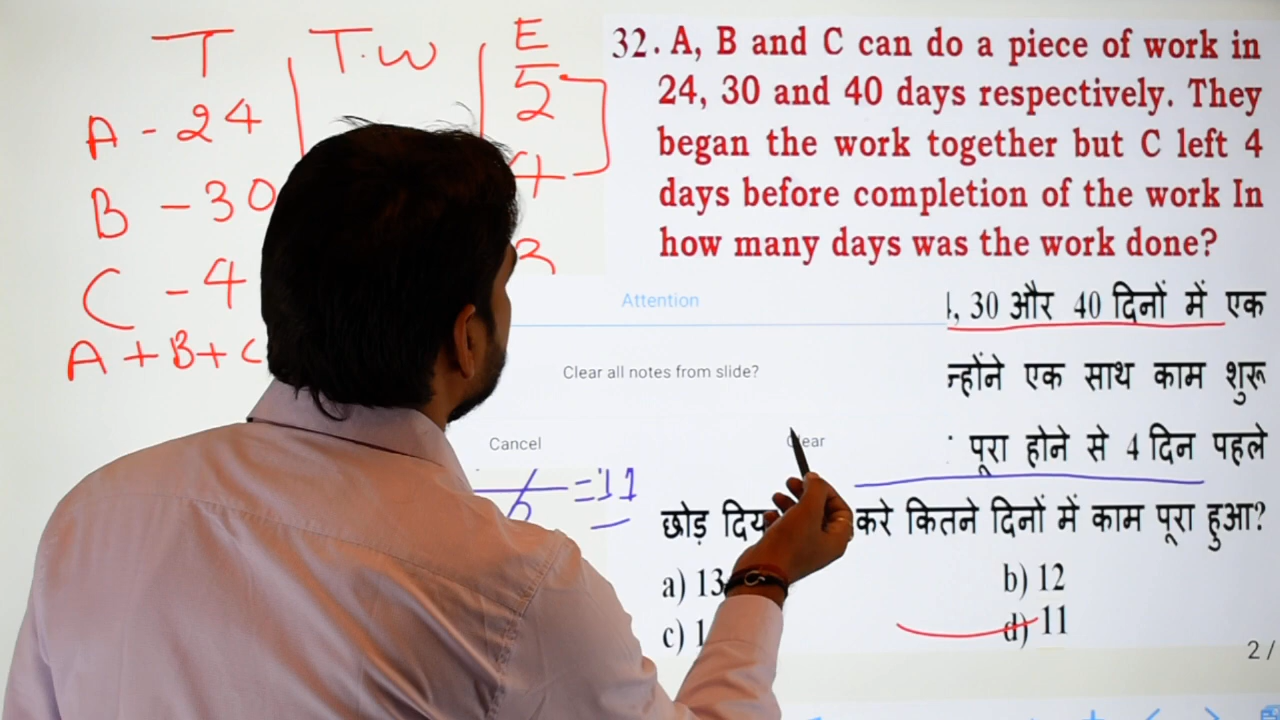 T T.W E
A - 24 5
B - 30 4
C - 4 3
A + B + C
= 11
32. A, B and C can do a piece of work in
24, 30 and 40 days respectively. They
began the work together but C left 4
days before completion of the work In
how many days was the work done?
, 30 और 40 दिनों में एक
न्होंने एक साथ काम शुरू
पूरा होने से 4 दिन पहले
छोड़ दिय करे कितने दिनों में काम पूरा हुआ?
a) 13 b) 12
c) 1 d) 11
Attention
Clear all notes from slide?
Cancel Clear
2 /